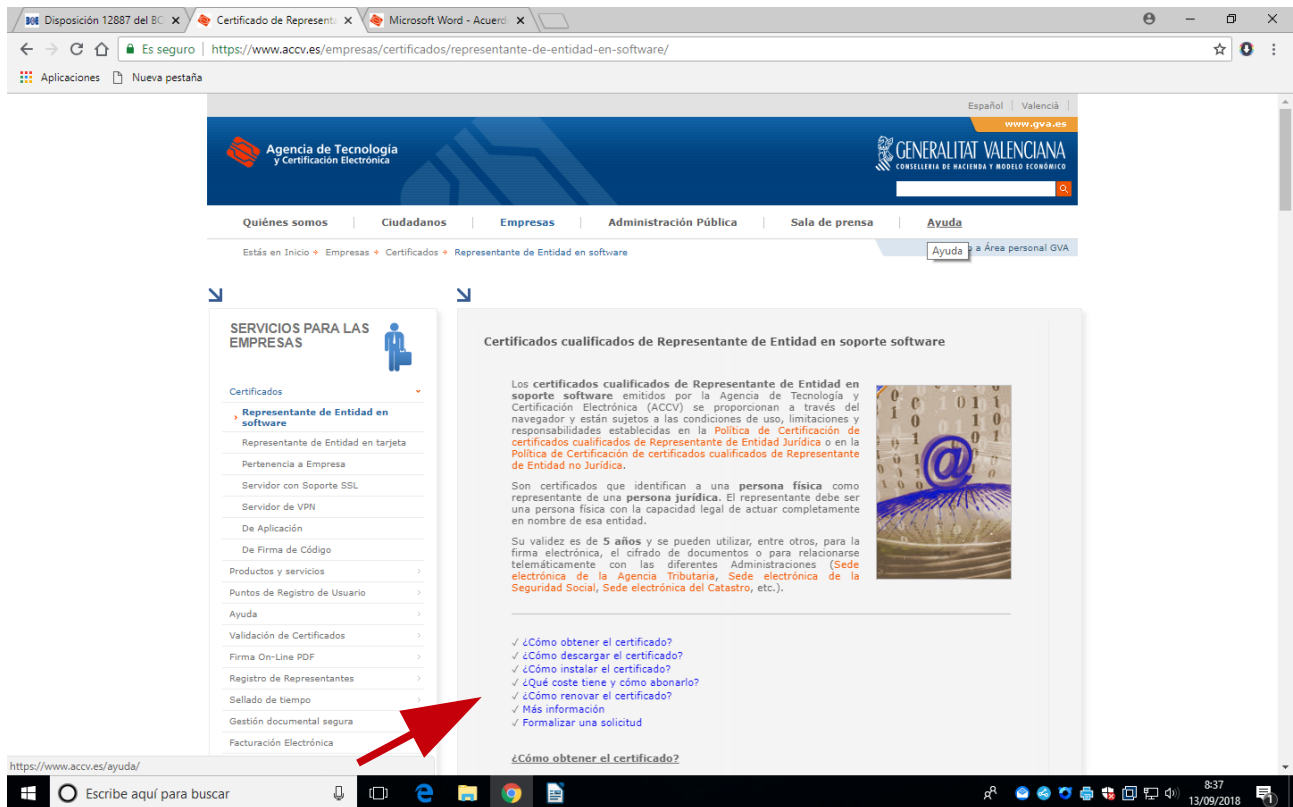 Disposición 12887 del BO
Certificado de Representa
Microsoft Word - Acuerd
Es seguro
https://www.accv.es/empresas/certificados/representante-de-entidad-en-software/
Aplicaciones
Nueva pestaña
Español
Valencià
www.gva.es
Agencia de Tecnología
y Certificación Electrónica
GENERALITAT VALENCIANA
CONSELLERIA DE HACIENDA Y MODELO ECONÓMICO
Quiénes somos
Ciudadanos
Empresas
Administración Pública
Sala de prensa
Ayuda
Estás en Inicio
Empresas
Certificados
Representante de Entidad en software
Ayuda
a Área personal GVA
SERVICIOS PARA LAS
EMPRESAS
Certificados
Representante de Entidad en
software
Representante de Entidad en tarjeta
Pertenencia a Empresa
Servidor con Soporte SSL
Servidor de VPN
De Aplicación
De Firma de Código
Productos y servicios
Puntos de Registro de Usuario
Ayuda
Validación de Certificados
Firma On-Line PDF
Registro de Representantes
Sellado de tiempo
Gestión documental segura
Facturación Electrónica
Certificados cualificados de Representante de Entidad en soporte software
Los certificados cualificados de Representante de Entidad en
soporte software emitidos por la Agencia de Tecnología y
Certificación Electrónica (ACCV) se proporcionan a través del
navegador y están sujetos a las condiciones de uso, limitaciones y
responsabilidades establecidas en la Política de Certificación de
certificados cualificados de Representante de Entidad Jurídica o en la
Política de Certificación de certificados cualificados de Representante
de Entidad no Jurídica.
Son certificados que identifican a una persona física como
representante de una persona jurídica. El representante debe ser
una persona física con la capacidad legal de actuar completamente
en nombre de esa entidad.
Su validez es de 5 años y se pueden utilizar, entre otros, para la
firma electrónica, el cifrado de documentos o para relacionarse
telemáticamente con las diferentes Administraciones (Sede
electrónica de la Agencia Tributaria, Sede electrónica de la
Seguridad Social, Sede electrónica del Catastro, etc.).
✓ ¿Cómo obtener el certificado?
✓ ¿Cómo descargar el certificado?
✓ ¿Cómo instalar el certificado?
✓ ¿Qué coste tiene y cómo abonarlo?
✓ ¿Cómo renovar el certificado?
✓ Más información
✓ Formalizar una solicitud
¿Cómo obtener el certificado?
https://www.accv.es/ayuda/
Escribe aquí para buscar
8:37
13/09/2018